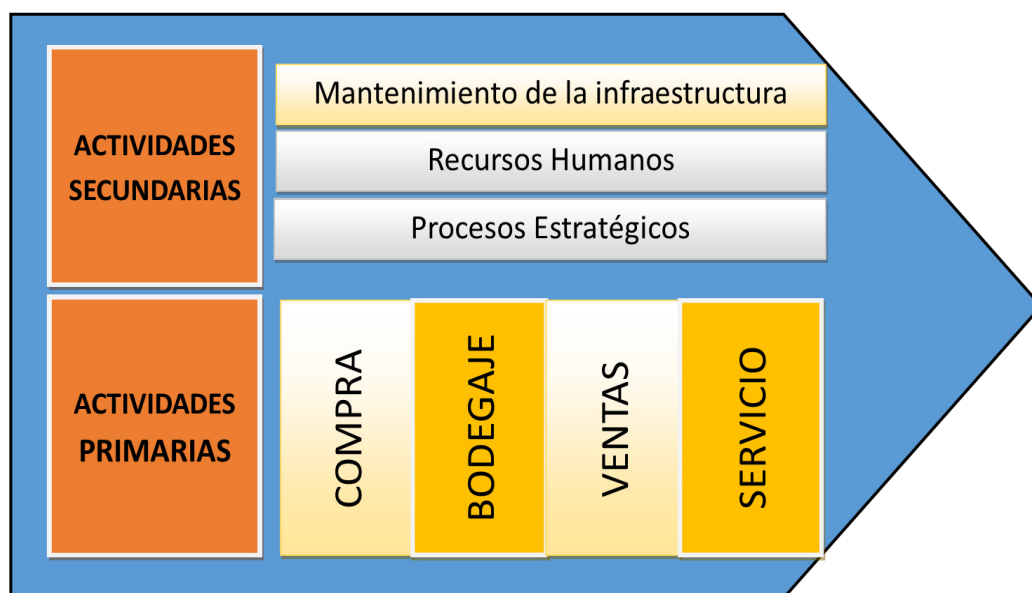 ACTIVIDADES
SECUNDARIAS
Mantenimiento de la infraestructura
Recursos Humanos
Procesos Estratégicos
ACTIVIDADES
PRIMARIAS
COMPRA
BODEGAJE
VENTAS
SERVICIO